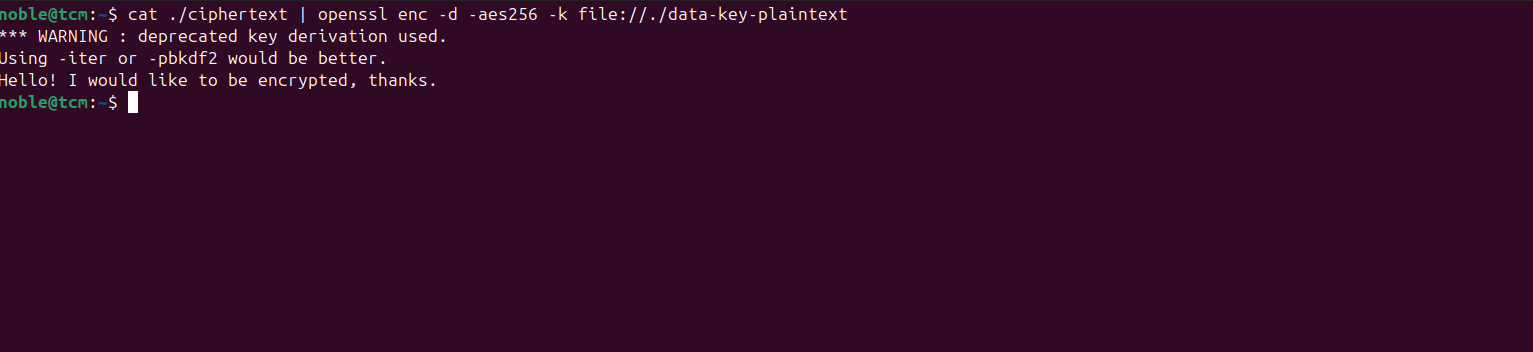 noble@tcm:~$ cat ./ciphertext | openssl enc -d -aes256 -k file://./data-key-plaintext
*** WARNING : deprecated key derivation used.
Using -iter or -pbkdf2 would be better.
Hello! I would like to be encrypted, thanks.
noble@tcm:~$